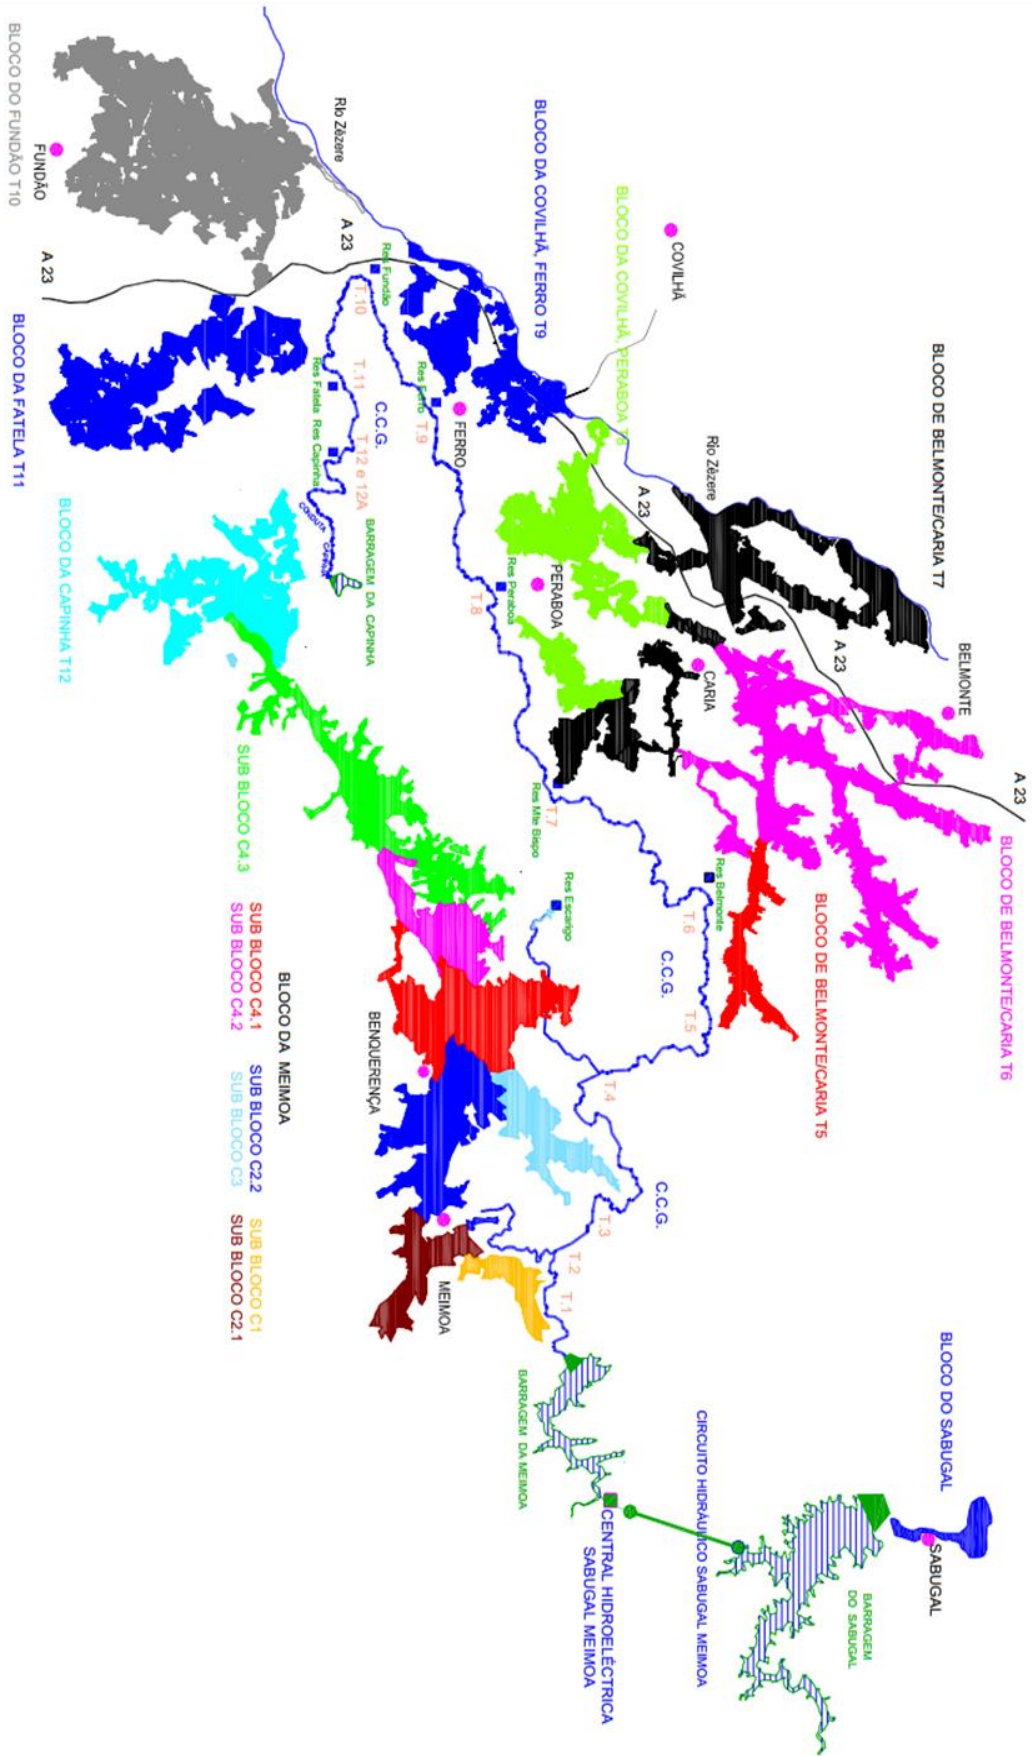 BLOCO DO FUNDÃO T10
FUNDÃO
A 23
BLOCO DA FATELA T11
BLOCO DA CAPINHA T12
Rio Zêzere
A 23
Res Fundão
T.10
T.11
Res Fatela
Res Capinha
C.C.G.
T.12 e 12A
CONDUTA CAPINHA
BARRAGEM DA CAPINHA
BLOCO DA COVILHÃ, FERRO T9
BLOCO DA COVILHÃ, PERABOA T8
COVILHÃ
Res Ferro
T.9
FERRO
Res Peraboa
T.8
PERABOA
A 23
Rio Zêzere
BLOCO DE BELMONTE/CARIA T7
CARIA
A 23
BELMONTE
A 23
BLOCO DE BELMONTE/CARIA T6
BLOCO DE BELMONTE/CARIA T5
Res Mte Bispo
T.7
Res Escarigo
Res Belmonte
T.6
C.C.G.
T.5
T.4
C.C.G.
T.3
T.2
T.1
SUB BLOCO C4.3
BLOCO DA MEIMOA
SUB BLOCO C4.1
SUB BLOCO C4.2
SUB BLOCO C2.2
SUB BLOCO C3
SUB BLOCO C1
SUB BLOCO C2.1
BENQUERENÇA
MEIMOA
BARRAGEM DA MEIMOA
CENTRAL HIDROELÉCTRICA
SABUGAL MEIMOA
CIRCUITO HIDRÁULICO SABUGAL MEIMOA
BARRAGEM
DO SABUGAL
BLOCO DO SABUGAL
SABUGAL